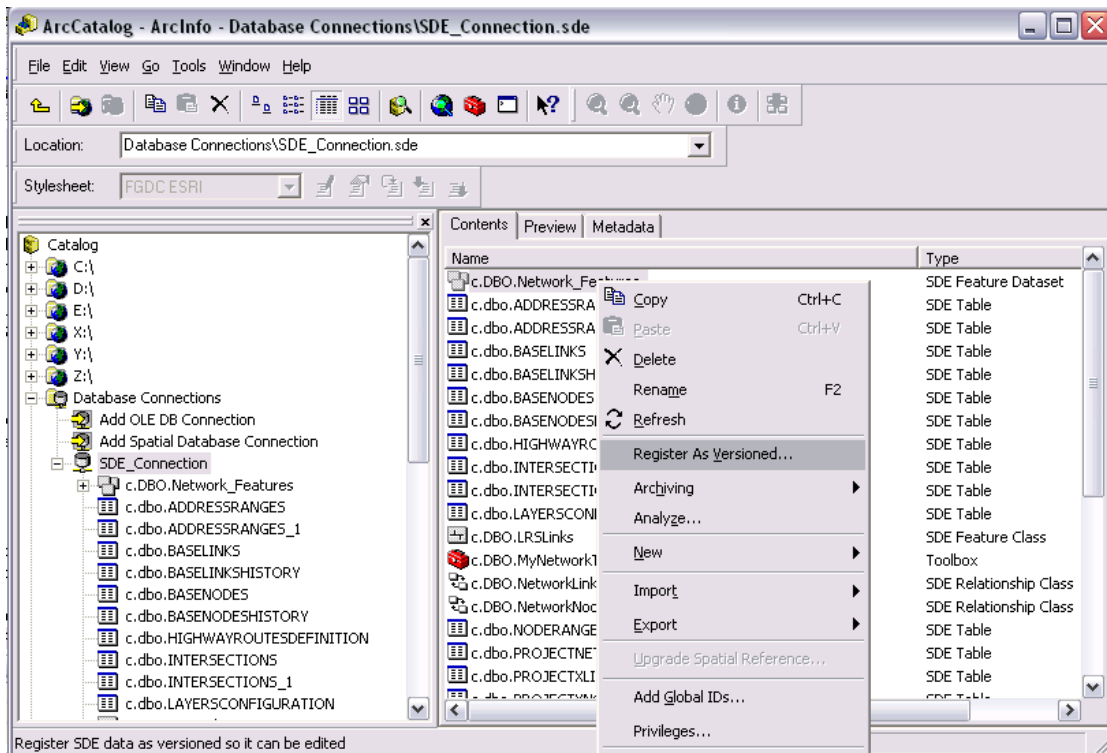 ArcCatalog - ArcInfo - Database Connections\SDE_Connection.sde
File Edit View Go Tools Window Help
Location: Database Connections\SDE_Connection.sde
Stylesheet: FGDC ESRI
Catalog
C:\
D:\
E:\
X:\
Y:\
Z:\
Database Connections
Add OLE DB Connection
Add Spatial Database Connection
SDE_Connection
c.DBO.Network_Features
c.dbo.ADDRESSRANGES
c.dbo.ADDRESSRANGES_1
c.dbo.BASELINKS
c.dbo.BASELINKSHISTORY
c.dbo.BASENODES
c.dbo.BASENODESHISTORY
c.dbo.HIGHWAYROUTESDEFINITION
c.dbo.INTERSECTIONS
c.dbo.INTERSECTIONS_1
c.dbo.LAYERSCONFIGURATION
Contents Preview Metadata
Name Type
c.DBO.Network_Features SDE Feature Dataset
c.dbo.ADDRESSRA SDE Table
c.dbo.ADDRESSRA SDE Table
c.dbo.BASELINKS SDE Table
c.dbo.BASELINKSH SDE Table
c.dbo.BASENODES SDE Table
c.dbo.BASENODES SDE Table
c.dbo.HIGHWAYRO SDE Table
c.dbo.INTERSECTI SDE Table
c.dbo.INTERSECTI SDE Table
c.dbo.LAYERSCON SDE Table
c.DBO.LRSLinks SDE Feature Class
c.DBO.MyNetworkT Toolbox
c.DBO.NetworkLink SDE Relationship Class
c.DBO.NetworkNoc SDE Relationship Class
c.dbo.NODERANGE SDE Table
c.dbo.PROJECTNET SDE Table
c.dbo.PROJECTXLI SDE Table
Copy Ctrl+C
Paste Ctrl+V
Delete
Rename F2
Refresh
Register As Versioned...
Archiving
Analyze...
New
Import
Export
Upgrade Spatial Reference...
Add Global IDs...
Privileges...
Register SDE data as versioned so it can be edited